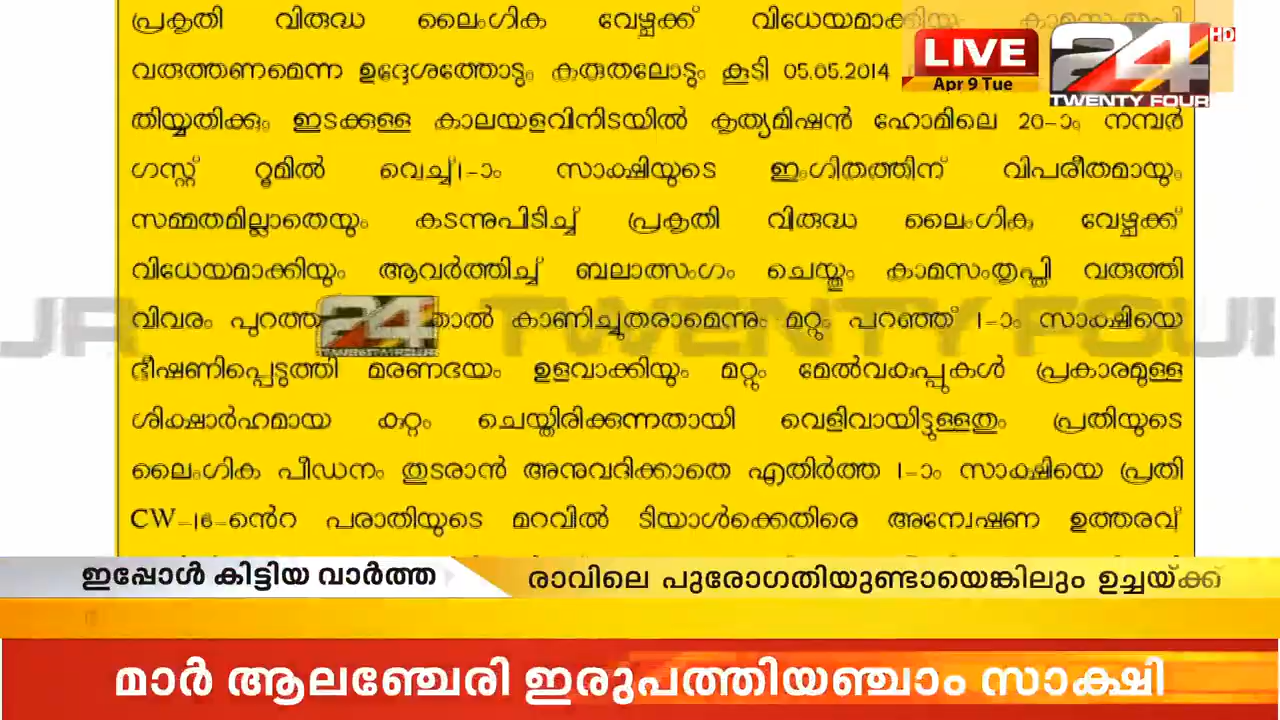 പ്രകൃതി വിരുദ്ധ ലൈംഗിക വേഴ്ചക്ക് വിധേയമാക്കിയും കാമസംതൃപ്തി
വരുത്തണമെന്ന ഉദ്ദേശത്തോടും കരുതലോടും കൂടി 05.05.2014
LIVE
Apr 9 Tue
24 HD
TWENTY FOUR
തിയ്യതിക്കും ഇടക്കുള്ള കാലയളവിനിടയിൽ കൃത്യമിഷൻ ഹോമിലെ 20-ാം നമ്പർ
ഗസ്റ്റ് റൂമിൽ വെച്ച് 1-ാം സാക്ഷിയുടെ ഇംഗിതത്തിന് വിപരീതമായും
സമ്മതമില്ലാതെയും കടന്നുപിടിച്ച് പ്രകൃതി വിരുദ്ധ ലൈംഗിക വേഴ്ചക്ക്
വിധേയമാക്കിയും ആവർത്തിച്ച് ബലാത്സംഗം ചെയ്തും കാമസംതൃപ്തി വരുത്തി
വിവരം പുറത്ത താൽ കാണിച്ചുതരാമെന്നും മറ്റും പറഞ്ഞ് 1-ാം സാക്ഷിയെ
ഭീഷണിപ്പെടുത്തി മരണഭയം ഉളവാക്കിയും മറ്റും മേൽവകുപ്പുകൾ പ്രകാരമുള്ള
ശിക്ഷാർഹമായ കുറ്റം ചെയ്തിരിക്കുന്നതായി വെളിവായിട്ടുള്ളതും പ്രതിയുടെ
ലൈംഗിക പീഡനം തുടരാൻ അനുവദിക്കാതെ എതിർത്ത 1-ാം സാക്ഷിയെ പ്രതി
CW-16-ൻെറ പരാതിയുടെ മറവിൽ ടിയാൾക്കെതിരെ അന്വേഷണ ഉത്തരവ്
ഇപ്പോൾ കിട്ടിയ വാർത്ത
രാവിലെ പുരോഗതിയുണ്ടായെങ്കിലും ഉച്ചയ്ക്ക്
മാർ ആലഞ്ചേരി ഇരുപത്തിയഞ്ചാം സാക്ഷി